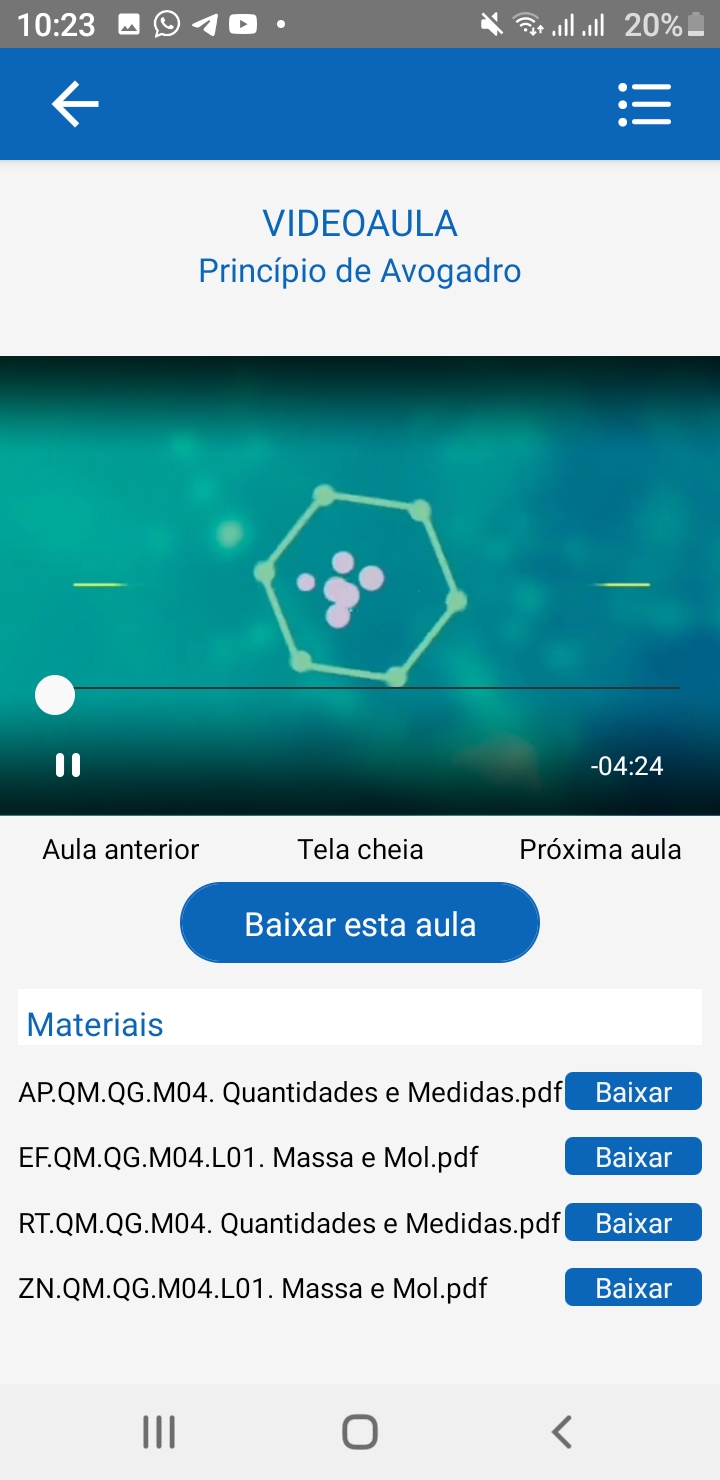 10:23
20%
VIDEOAULA
Princípio de Avogadro
-04:24
Aula anterior Tela cheia Próxima aula
Baixar esta aula
Materiais
AP.QM.QG.M04. Quantidades e Medidas.pdf Baixar
EF.QM.QG.M04.L01. Massa e Mol.pdf Baixar
RT.QM.QG.M04. Quantidades e Medidas.pdf Baixar
ZN.QM.QG.M04.L01. Massa e Mol.pdf Baixar